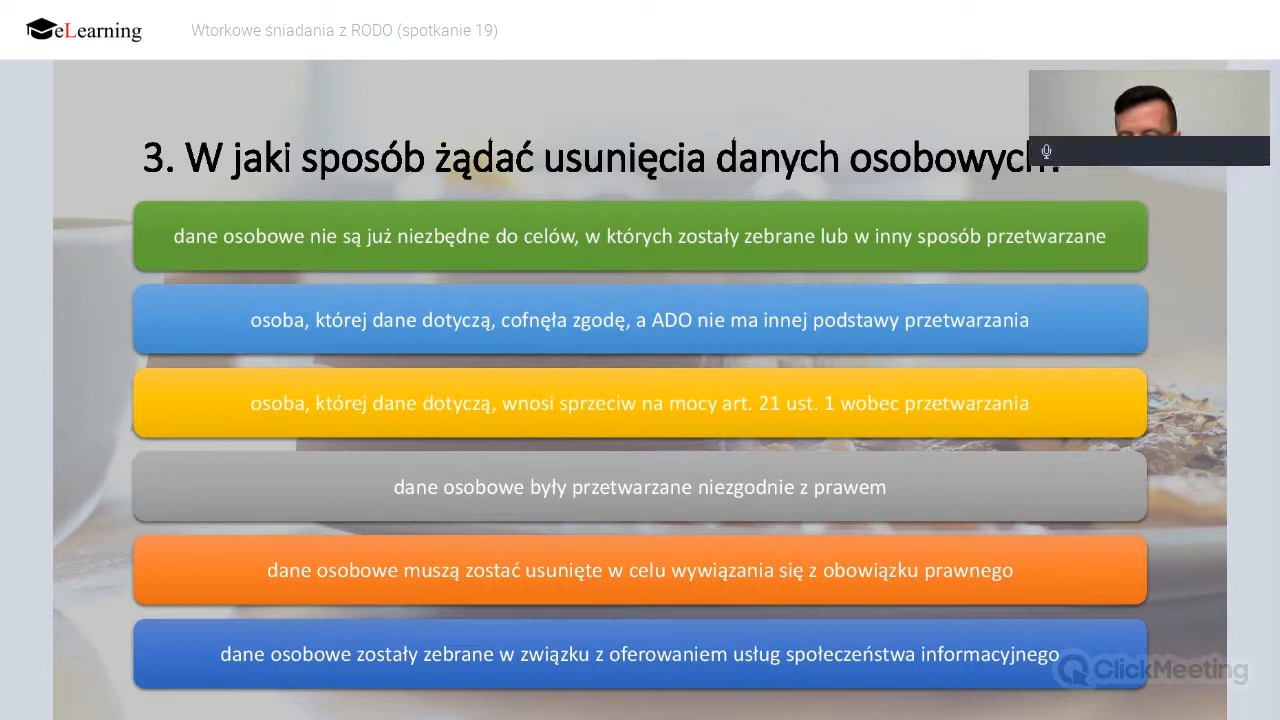 eLearning
Wtorkowe śniadania z RODO (spotkanie 19)
3. W jaki sposób żądać usunięcia danych osobowych?
dane osobowe nie są już niezbędne do celów, w których zostały zebrane lub w inny sposób przetwarzane
osoba, której dane dotyczą, cofnęła zgodę, a ADO nie ma innej podstawy przetwarzania
osoba, której dane dotyczą, wnosi sprzeciw na mocy art. 21 ust. 1 wobec przetwarzania
dane osobowe były przetwarzane niezgodnie z prawem
dane osobowe muszą zostać usunięte w celu wywiązania się z obowiązku prawnego
dane osobowe zostały zebrane w związku z oferowaniem usług społeczeństwa informacyjnego
ClickMeeting